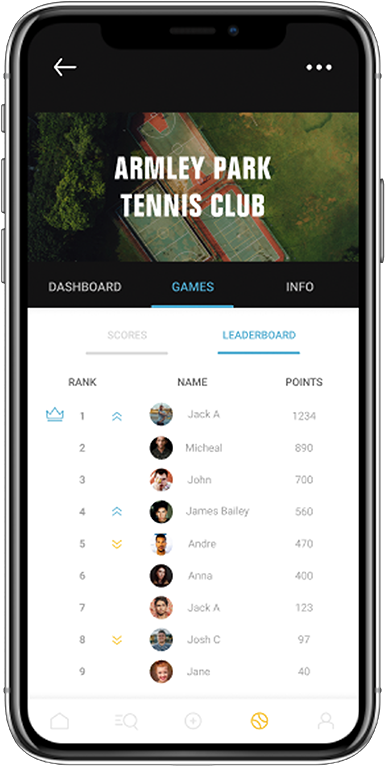 ARMLEY PARK
TENNIS CLUB
DASHBOARD GAMES INFO
SCORES LEADERBOARD
RANK NAME POINTS
1 Jack A 1234
2 Micheal 890
3 John 700
4 James Bailey 560
5 Andre 470
6 Anna 400
7 Jack A 123
8 Josh C 97
9 Jane 40